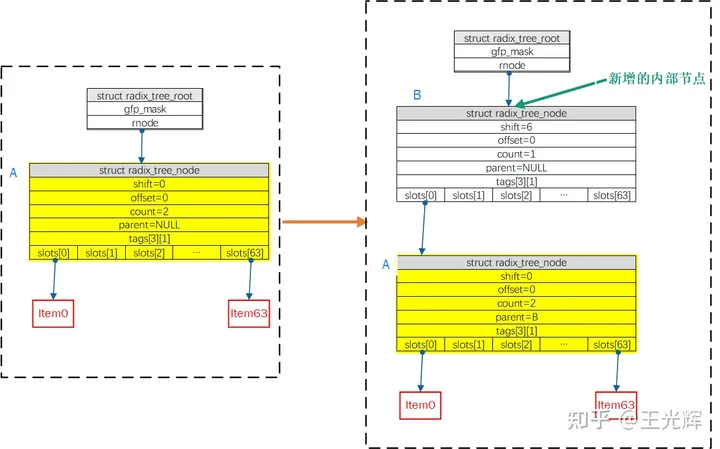 struct radix_tree_root
gfp_mask
rnode
A
struct radix_tree_node
shift=0
offset=0
count=2
parent=NULL
tags[3][1]
slots[0] slots[1] slots[2] ··· slots[63]
Item0 Item63
struct radix_tree_root
gfp_mask
rnode
新增的内部节点
B
struct radix_tree_node
shift=6
offset=0
count=1
parent=NULL
tags[3][1]
slots[0] slots[1] slots[2] ··· slots[63]
A
struct radix_tree_node
shift=0
offset=0
count=2
parent=B
tags[3][1]
slots[0] slots[1] slots[2] ··· slots[63]
Item0 Item63
知乎 @王光辉